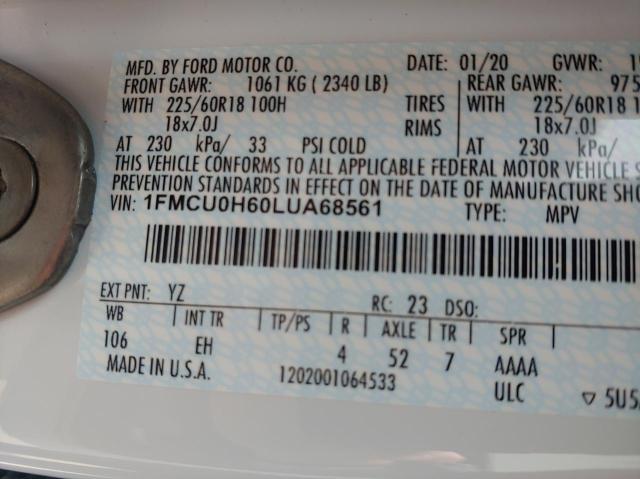 MFD. BY FORD MOTOR CO. DATE: 01/20 GVWR:
FRONT GAWR: 1061 KG ( 2340 LB) REAR GAWR: 975
WITH 225/60R18 100H TIRES WITH 225/60R18
18x7.0J RIMS 18x7.0J
AT 230 kPa/ 33 PSI COLD AT 230 kPa/
THIS VEHICLE CONFORMS TO ALL APPLICABLE FEDERAL MOTOR VEHICLE
PREVENTION STANDARDS IN EFFECT ON THE DATE OF MANUFACTURE SHO
VIN: 1FMCU0H60LUA68561 TYPE: MPV
EXT PNT: YZ RC: 23 DSO:
WB INT TR TP/PS R AXLE TR SPR
106 EH 4 52 7 AAAA
MADE IN U.S.A. 1202001064533 ULC ▽ 5U5